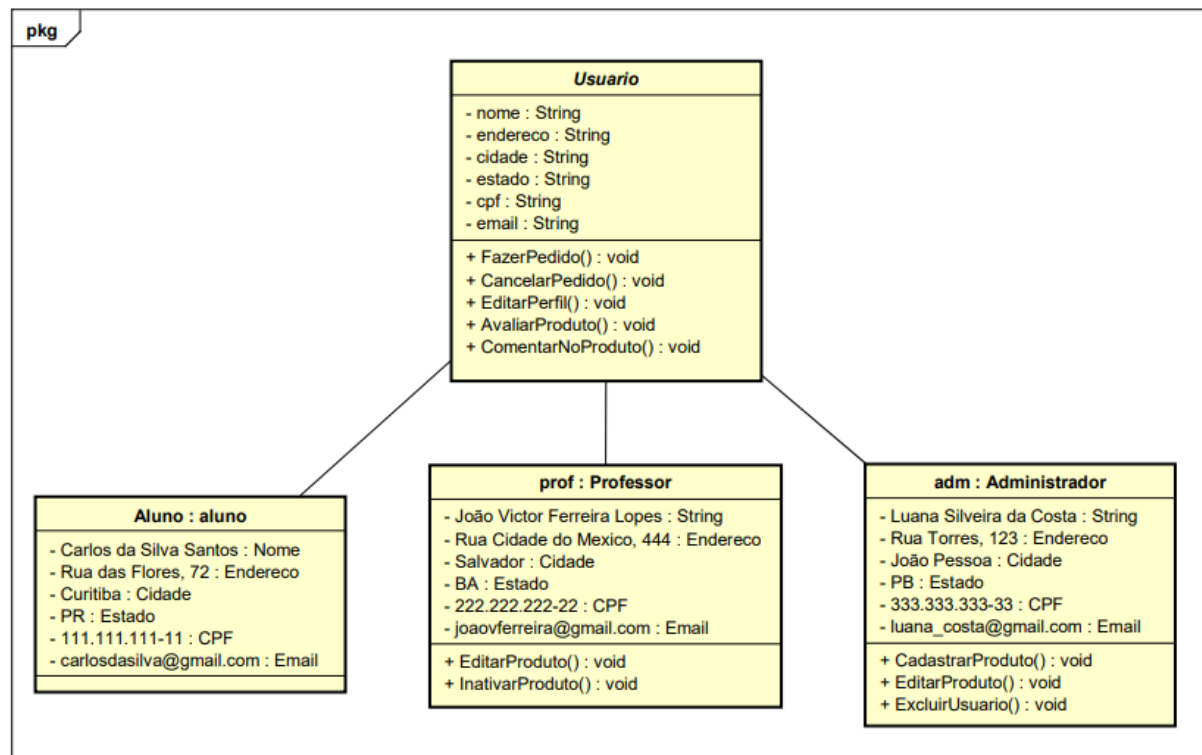 pkg
Usuario
- nome : String
- endereco : String
- cidade : String
- estado : String
- cpf : String
- email : String
+ FazerPedido() : void
+ CancelarPedido() : void
+ EditarPerfil() : void
+ AvaliarProduto() : void
+ ComentarNoProduto() : void
Aluno : aluno
- Carlos da Silva Santos : Nome
- Rua das Flores, 72 : Endereco
- Curitiba : Cidade
- PR : Estado
- 111.111.111-11 : CPF
- carlosdasilva@gmail.com : Email
prof : Professor
- João Victor Ferreira Lopes : String
- Rua Cidade do Mexico, 444 : Endereco
- Salvador : Cidade
- BA : Estado
- 222.222.222-22 : CPF
- joaovferreira@gmail.com : Email
+ EditarProduto() : void
+ InativarProduto() : void
adm : Administrador
- Luana Silveira da Costa : String
- Rua Torres, 123 : Endereco
- João Pessoa : Cidade
- PB : Estado
- 333.333.333-33 : CPF
- luana_costa@gmail.com : Email
+ CadastrarProduto() : void
+ EditarProduto() : void
+ ExcluirUsuario() : void